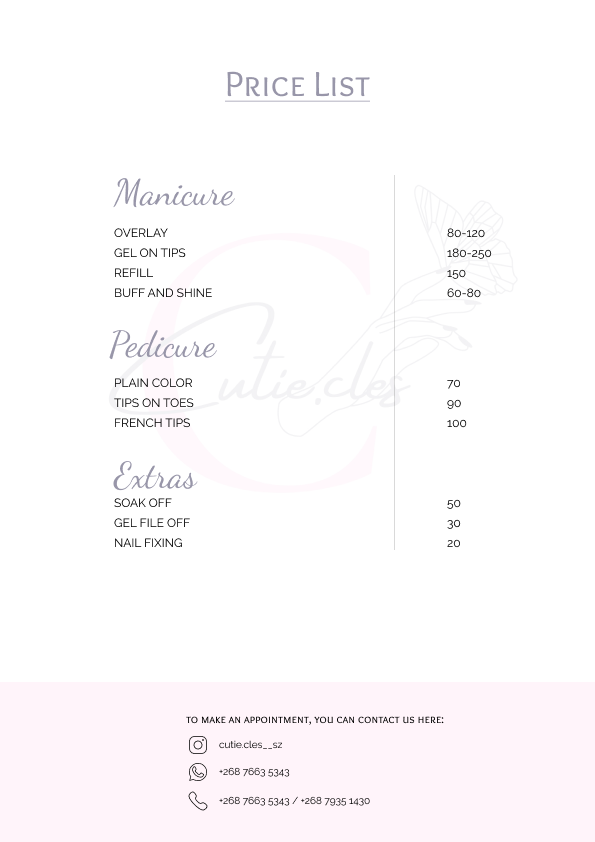 Price List
Manicure
OVERLAY 80-120
GEL ON TIPS 180-250
REFILL 150
BUFF AND SHINE 60-80
Cutie.cles
Pedicure
PLAIN COLOR 70
TIPS ON TOES 90
FRENCH TIPS 100
Extras
SOAK OFF 50
GEL FILE OFF 30
NAIL FIXING 20
TO MAKE AN APPOINTMENT, YOU CAN CONTACT US HERE:
cutie.cles__sz
+268 7663 5343
+268 7663 5343 / +268 7935 1430